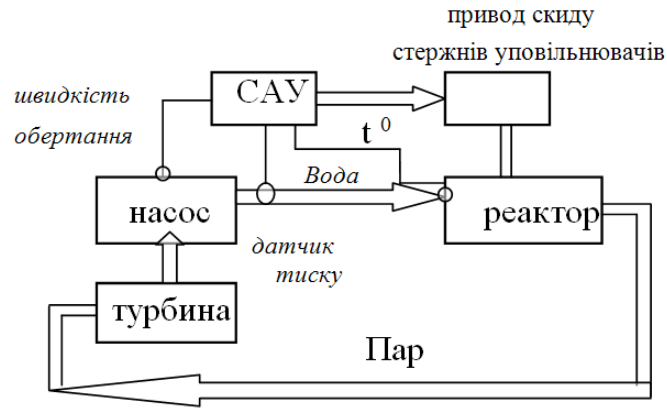 привод скиду
стержнів уповільнювачів
САУ
швидкість
обертання
t 0
Вода
насос
реактор
датчик
тиску
турбина
Пар